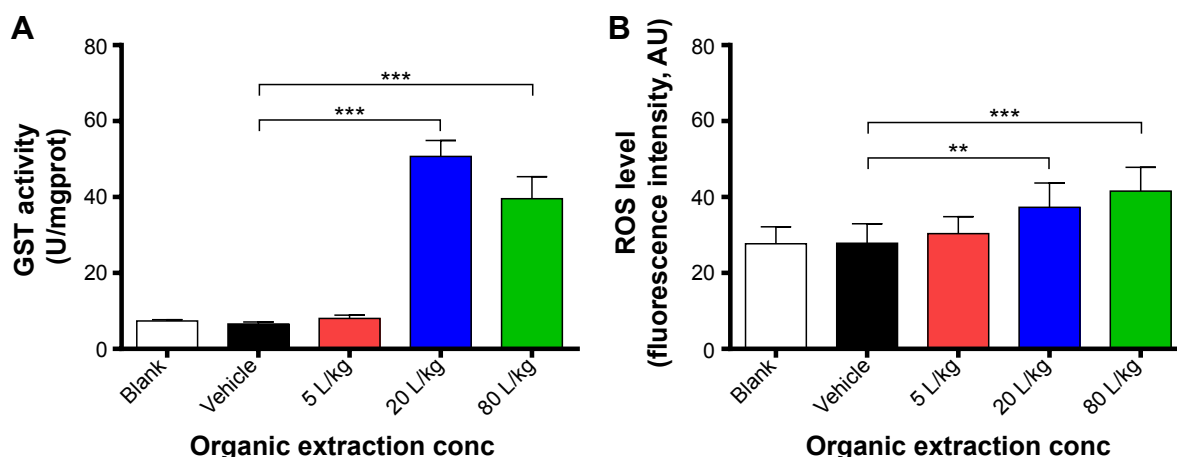 A
80
60
40
20
0
GST activity
(U/mgprot)
***
***
Blank
Vehicle
5 L/kg
20 L/kg
80 L/kg
Organic extraction conc
B
80
60
40
20
0
ROS level
(fluorescence intensity, AU)
***
**
Blank
Vehicle
5 L/kg
20 L/kg
80 L/kg
Organic extraction conc